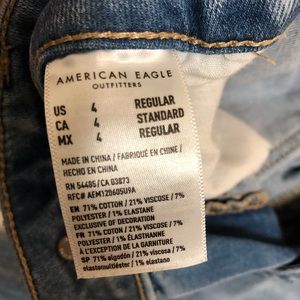 AMERICAN EAGLE
OUTFITTERS
US 4 REGULAR
CA 4 STANDARD
MX 4 REGULAR
MADE IN CHINA / FABRIQUÉ EN CHINE /
HECHO EN CHINA
RN 54485/CA 03873
RFC# AEM120605U9A
EN 71% COTTON / 21% VISCOSE / 7%
POLYESTER / 1% ELASTANE
EXCLUSIVE OF DECORATION
FR 71% COTON / 21% VISCOSE / 7%
POLYESTER / 1% ÉLASTHANNE
À L'EXCEPTION DE LA GARNITURE
SP 71% algodón / 21% viscosa / 7%
elastomultiéster / 1% elastano